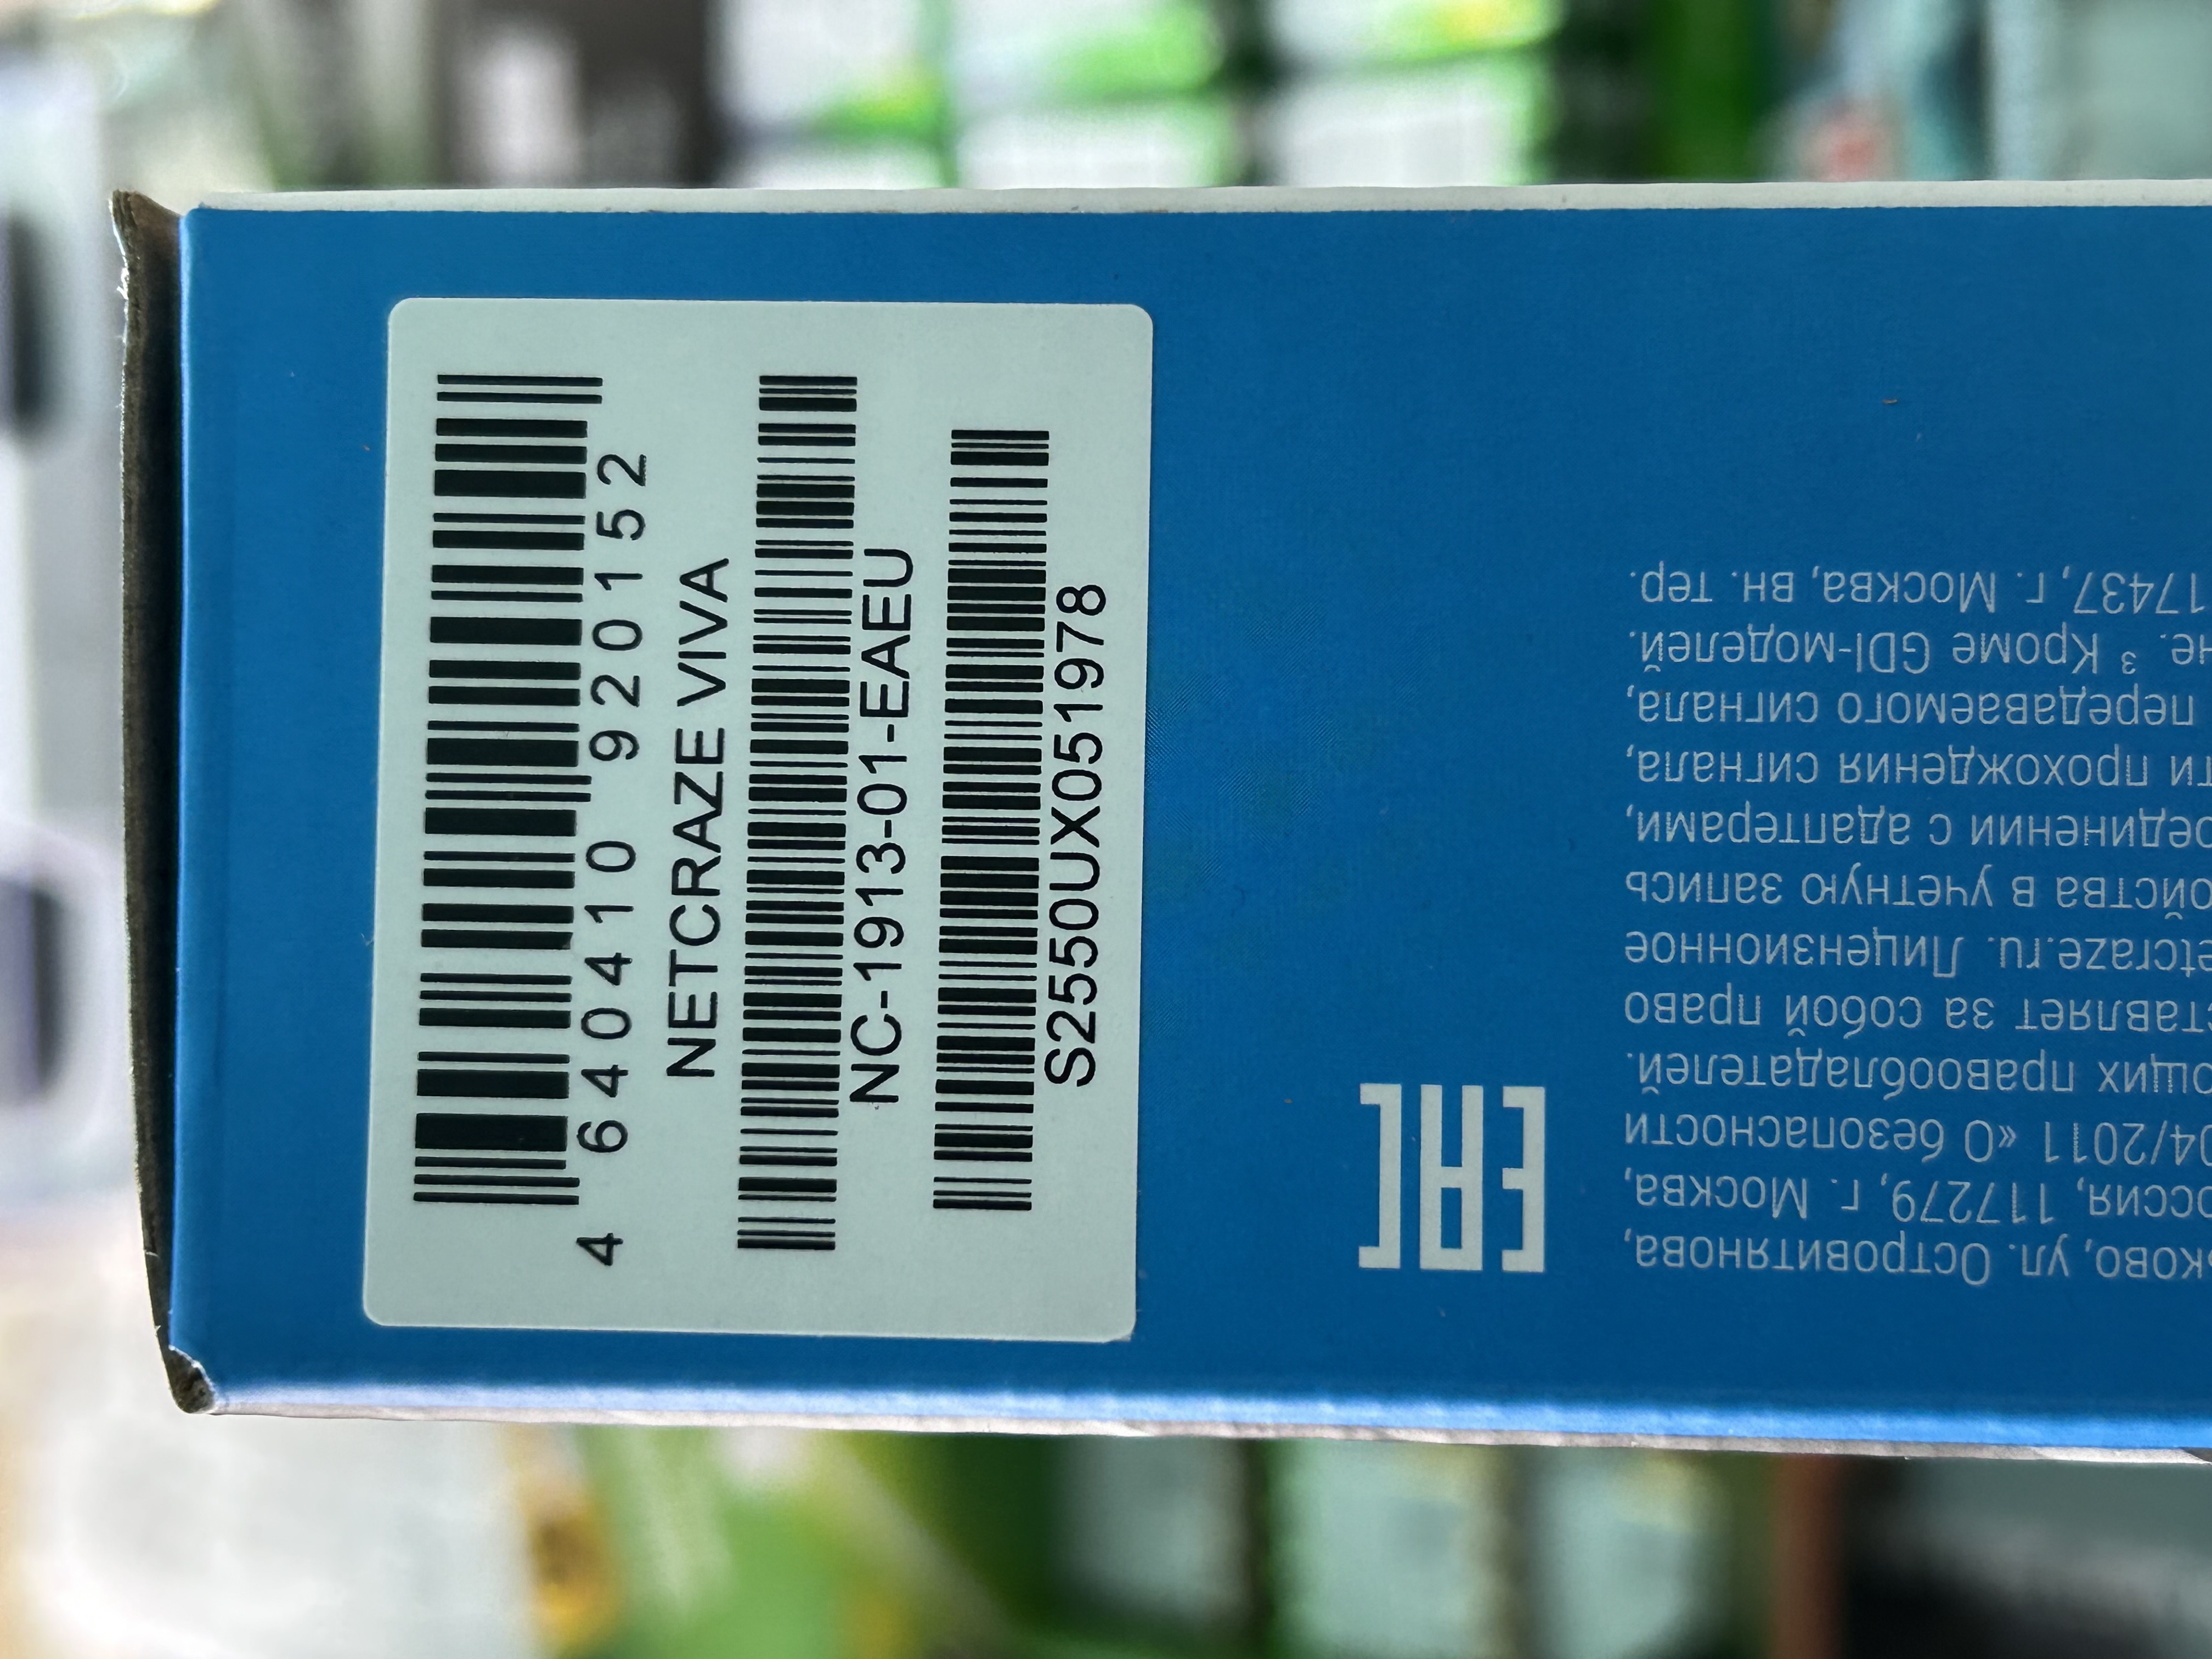 4 640410 920152
NETCRAZE VIVA
NC-1913-01-EAEU
S2550UX051978
EAC
ково, ул. Островитянова,
оссия, 117279, г. Москва,
04/2011 «О безопасности
ющих правообладателей.
ставляет за собой право
etcraze.ru. Лицензионное
ойства в учетную запись
единении с адаптерами,
ти прохождения сигнала,
передаваемого сигнала,
не. ³ Кроме GDI-моделей.
17437, г. Москва, вн. тер.